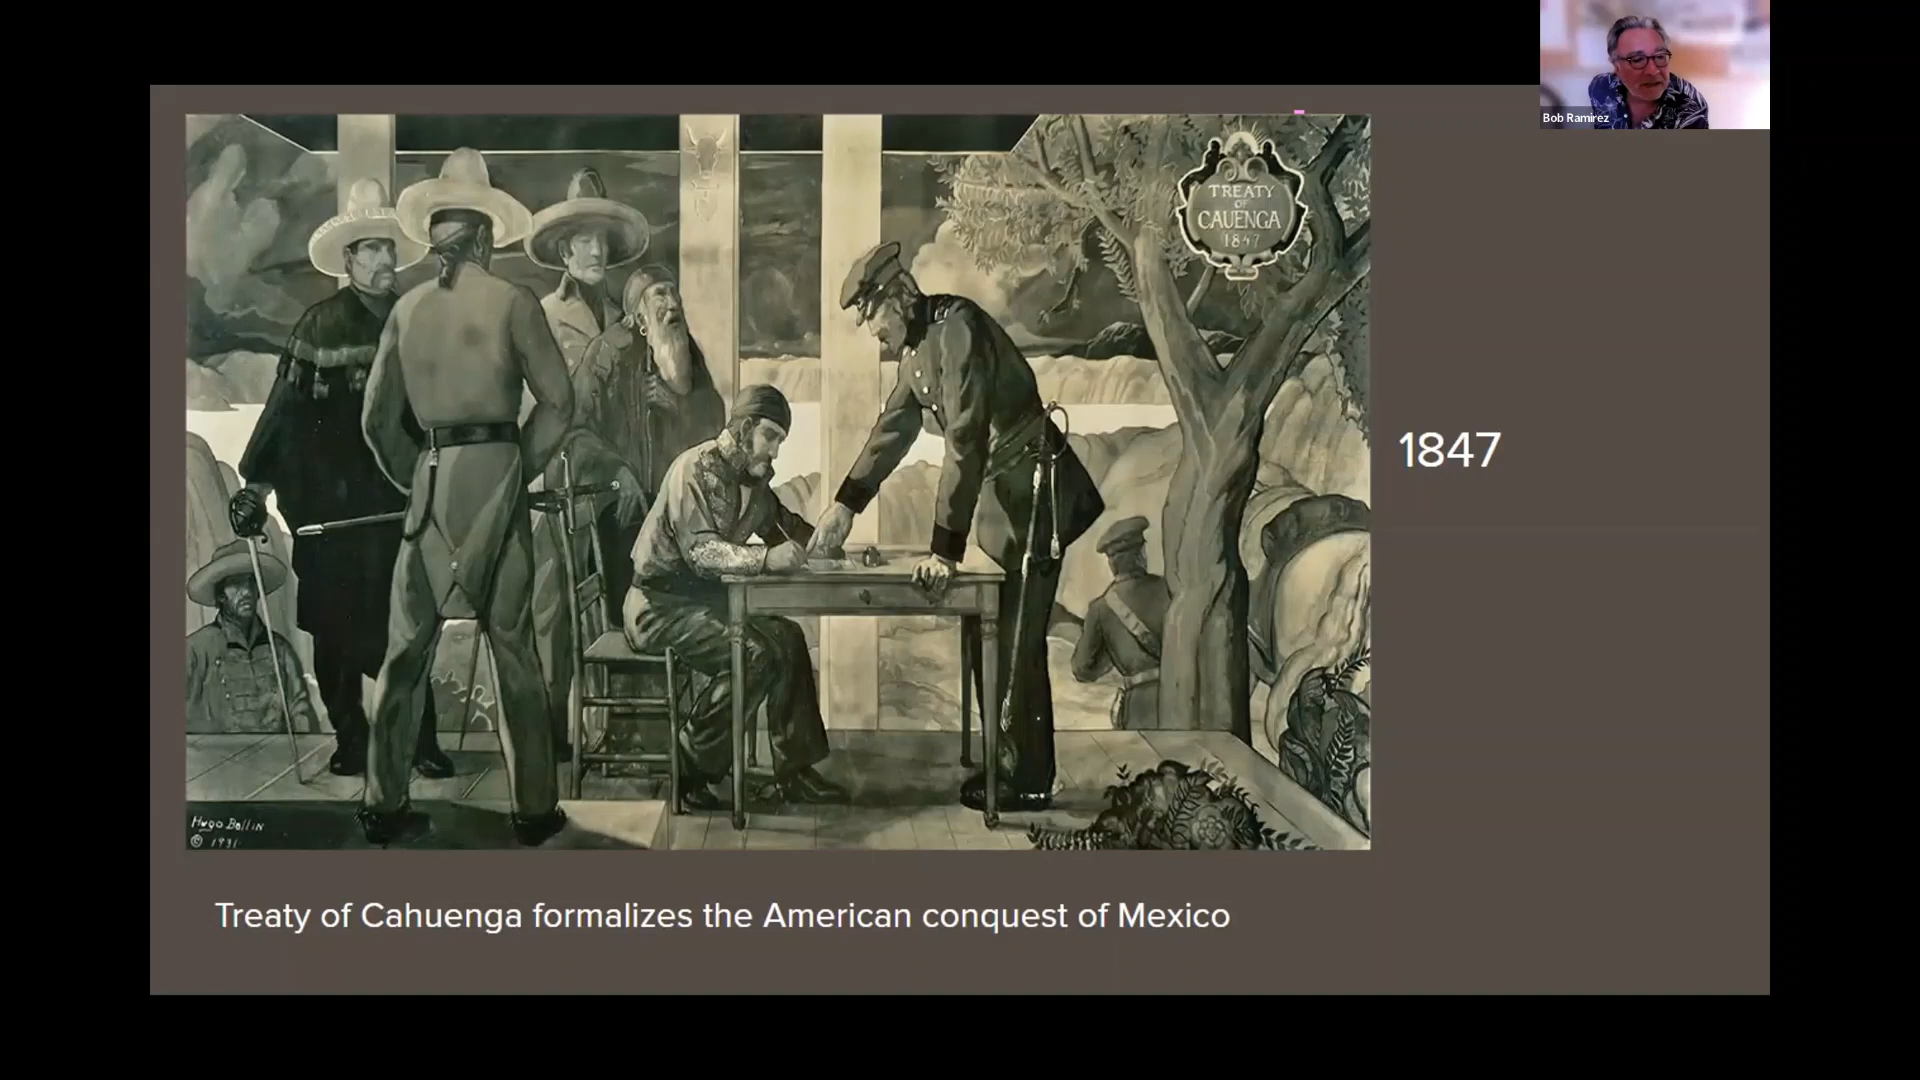 Bob Ramirez
TREATY
OF
CAUENGA
1847
1847
Hugo Ballin
© 1931
Treaty of Cahuenga formalizes the American conquest of Mexico